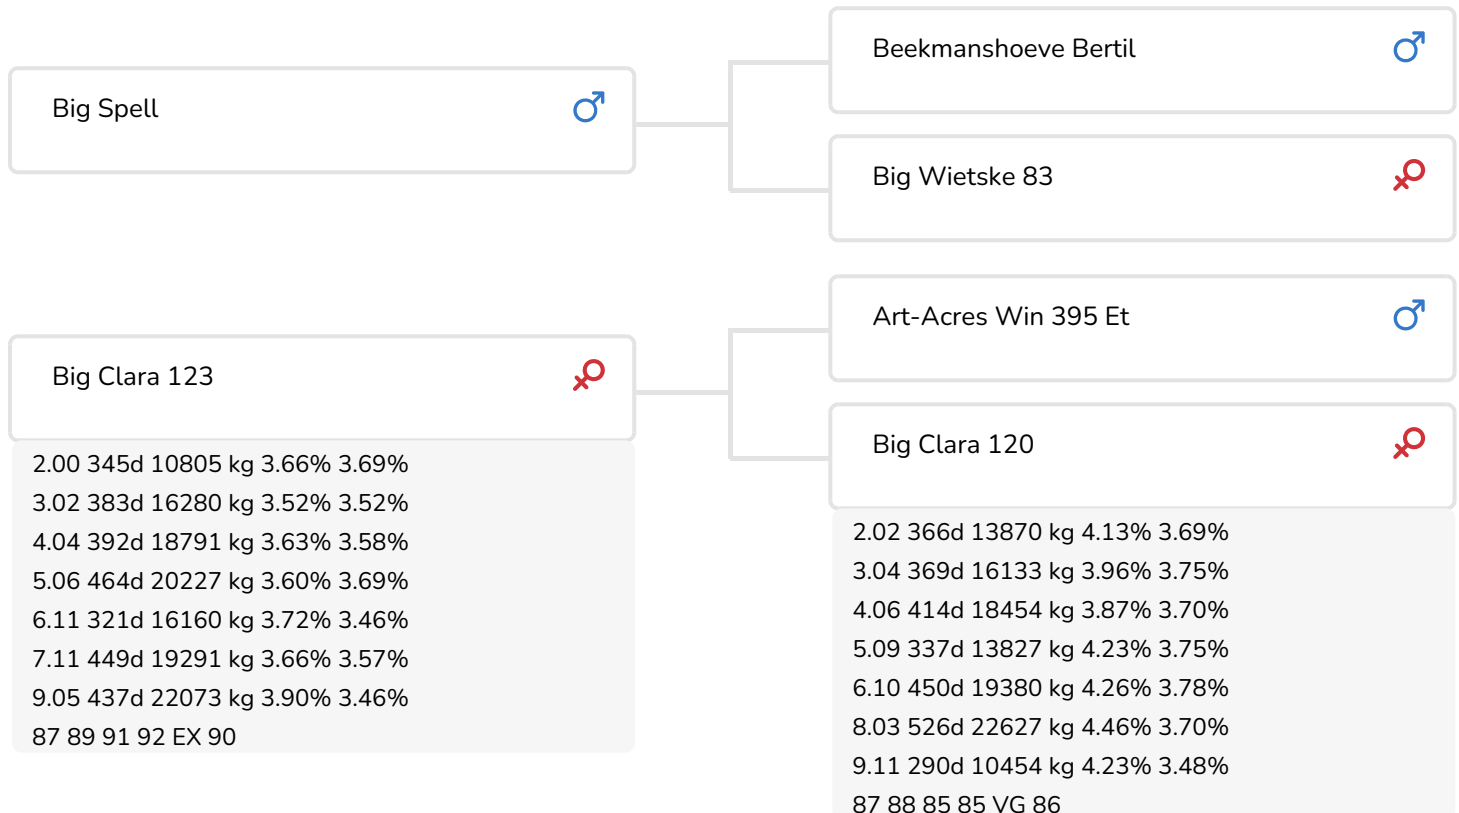 Big Spell
Beekmanshoeve Bertil
Big Wietske 83
Big Clara 123
2.00 345d 10805 kg 3.66% 3.69%
3.02 383d 16280 kg 3.52% 3.52%
4.04 392d 18791 kg 3.63% 3.58%
5.06 464d 20227 kg 3.60% 3.69%
6.11 321d 16160 kg 3.72% 3.46%
7.11 449d 19291 kg 3.66% 3.57%
9.05 437d 22073 kg 3.90% 3.46%
87 89 91 92 EX 90
Art-Acres Win 395 Et
Big Clara 120
2.02 366d 13870 kg 4.13% 3.69%
3.04 369d 16133 kg 3.96% 3.75%
4.06 414d 18454 kg 3.87% 3.70%
5.09 337d 13827 kg 4.23% 3.75%
6.10 450d 19380 kg 4.26% 3.78%
8.03 526d 22627 kg 4.46% 3.70%
9.11 290d 10454 kg 4.23% 3.48%
87 88 85 85 VG 86